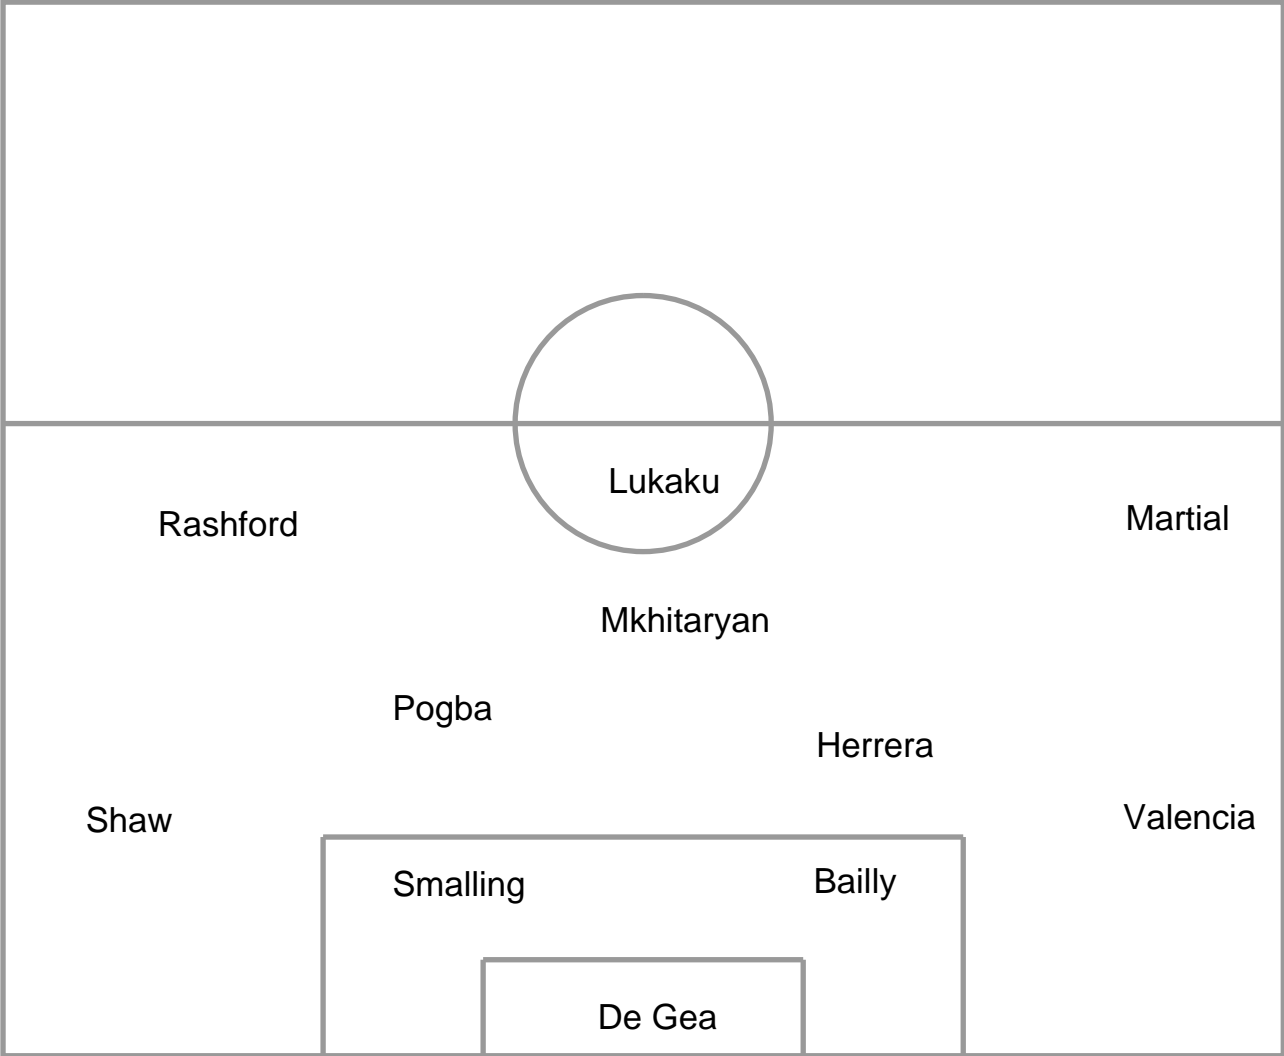 Lukaku
Rashford
Martial
Mkhitaryan
Pogba
Herrera
Shaw
Valencia
Smalling
Bailly
De Gea